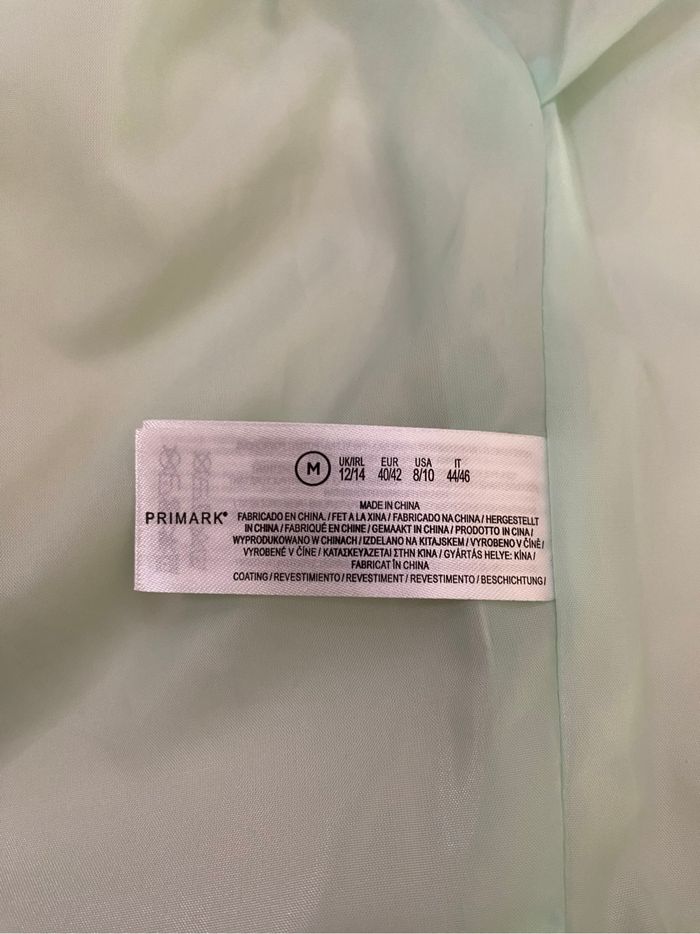 M
UK/IRL EUR USA IT
12/14 40/42 8/10 44/46
PRIMARK®
MADE IN CHINA
FABRICADO EN CHINA. / FET A LA XINA / FABRICADO NA CHINA / HERGESTELLT
IN CHINA / FABRIQUÉ EN CHINE / GEMAAKT IN CHINA / PRODOTTO IN CINA /
WYPRODUKOWANO W CHINACH / IZDELANO NA KITAJSKEM / VYROBENO V ČÍNĚ /
VYROBENÉ V ČÍNE / ΚΑΤΑΣΚΕΥΑΖΕΤΑΙ ΣΤΗΝ ΚΙΝΑ / GYÁRTÁS HELYE: KÍNA /
FABRICAT ÎN CHINA
COATING / REVESTIMIENTO / REVESTIMENT / REVESTIMENTO / BESCHICHTUNG /